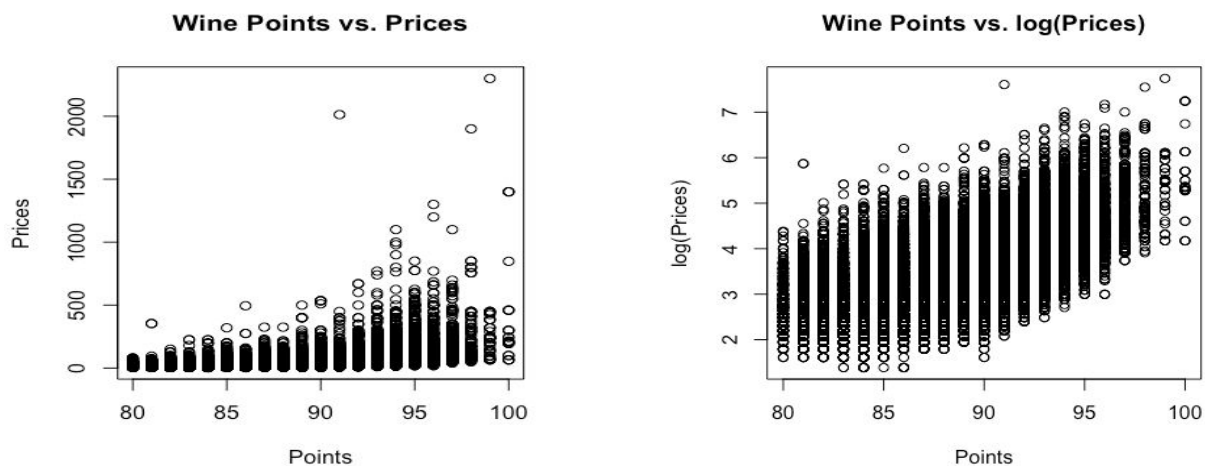 Wine Points vs. Prices
Prices
2000
1500
1000
500
0
80 85 90 95 100
Points
Wine Points vs. log(Prices)
log(Prices)
7
6
5
4
3
2
80 85 90 95 100
Points